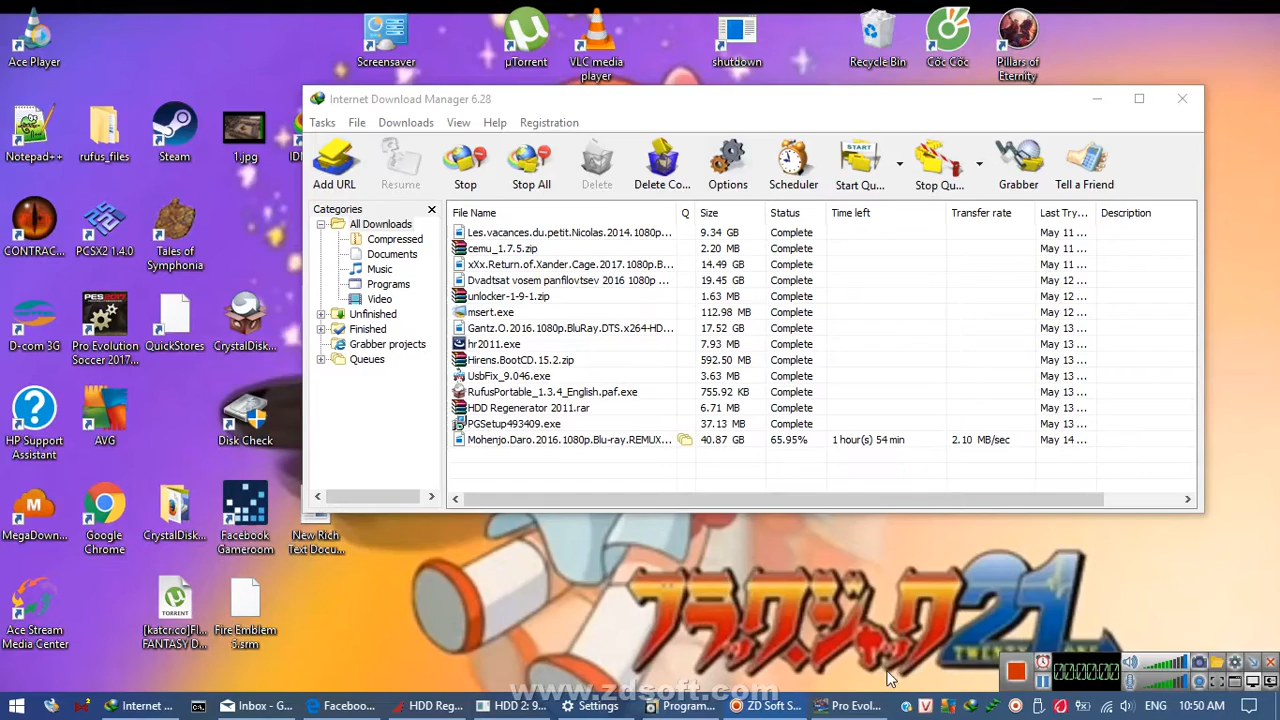 Ace Player
Screensaver
µTorrent
VLC media
player
shutdown
Recycle Bin
Cốc Cốc
Pillars of
Eternity
Internet Download Manager 6.28
Tasks File Downloads View Help Registration
Add URL Resume Stop Stop All Delete Delete Co... Options Scheduler Start Qu... Stop Qu... Grabber Tell a Friend
Notepad++
rufus_files
Steam
1.jpg
CONTRAC...
PCSX2 1.4.0
Tales of
Symphonia
D-com 3G
Pro Evolution
Soccer 2017...
QuickStores
CrystalDisk...
HP Support
Assistent
AVG
Disk Check
MegaDown...
Google
Chrome
CrystalDisk...
Facebook
Gameroom
New Rich
Text Docu...
Ace Stream
Media Center
TORRENT
[katcr.co]FI...
FANTASY D...
Fire Emblem
6.srm
Categories
All Downloads
Compressed
Documents
Music
Programs
Video
Unfinished
Finished
Grabber projects
Queues
File Name Q Size Status Time left Transfer rate Last Try... Description
Les.vacances.du.petit.Nicolas.2014.1080p... 9.34 GB Complete May 11 ...
cemu_1.7.5.zip 2.20 MB Complete May 11 ...
xXx.Return.of.Xander.Cage.2017.1080p.B... 14.49 GB Complete May 11 ...
Dvadtsat vosem panfilovtsev 2016 1080p ... 19.45 GB Complete May 12 ...
unlocker-1-9-1.zip 1.63 MB Complete May 12 ...
msert.exe 112.98 MB Complete May 12 ...
Gantz.O.2016.1080p.BluRay.DTS.x264-HD... 17.52 GB Complete May 13 ...
hr2011.exe 7.93 MB Complete May 13 ...
Hirens.BootCD.15.2.zip 592.50 MB Complete May 13 ...
UsbFix_9.046.exe 3.63 MB Complete May 13 ...
RufusPortable_1.3.4_English.paf.exe 755.92 KB Complete May 13 ...
HDD Regenerator 2011.rar 6.71 MB Complete May 13 ...
PGSetup493409.exe 37.13 MB Complete May 13 ...
Mohenjo.Daro.2016.1080p.Blu-ray.REMUX... 40.87 GB 65.95% 1 hour(s) 54 min 2.10 MB/sec May 14 ...
ブラック・ジャック21
www.zdsoft.com
Internet ...
Inbox - G...
Faceboo...
HDD Reg...
HDD 2: 9...
Settings
Program...
ZD Soft S...
Pro Evol...
ENG 10:50 AM